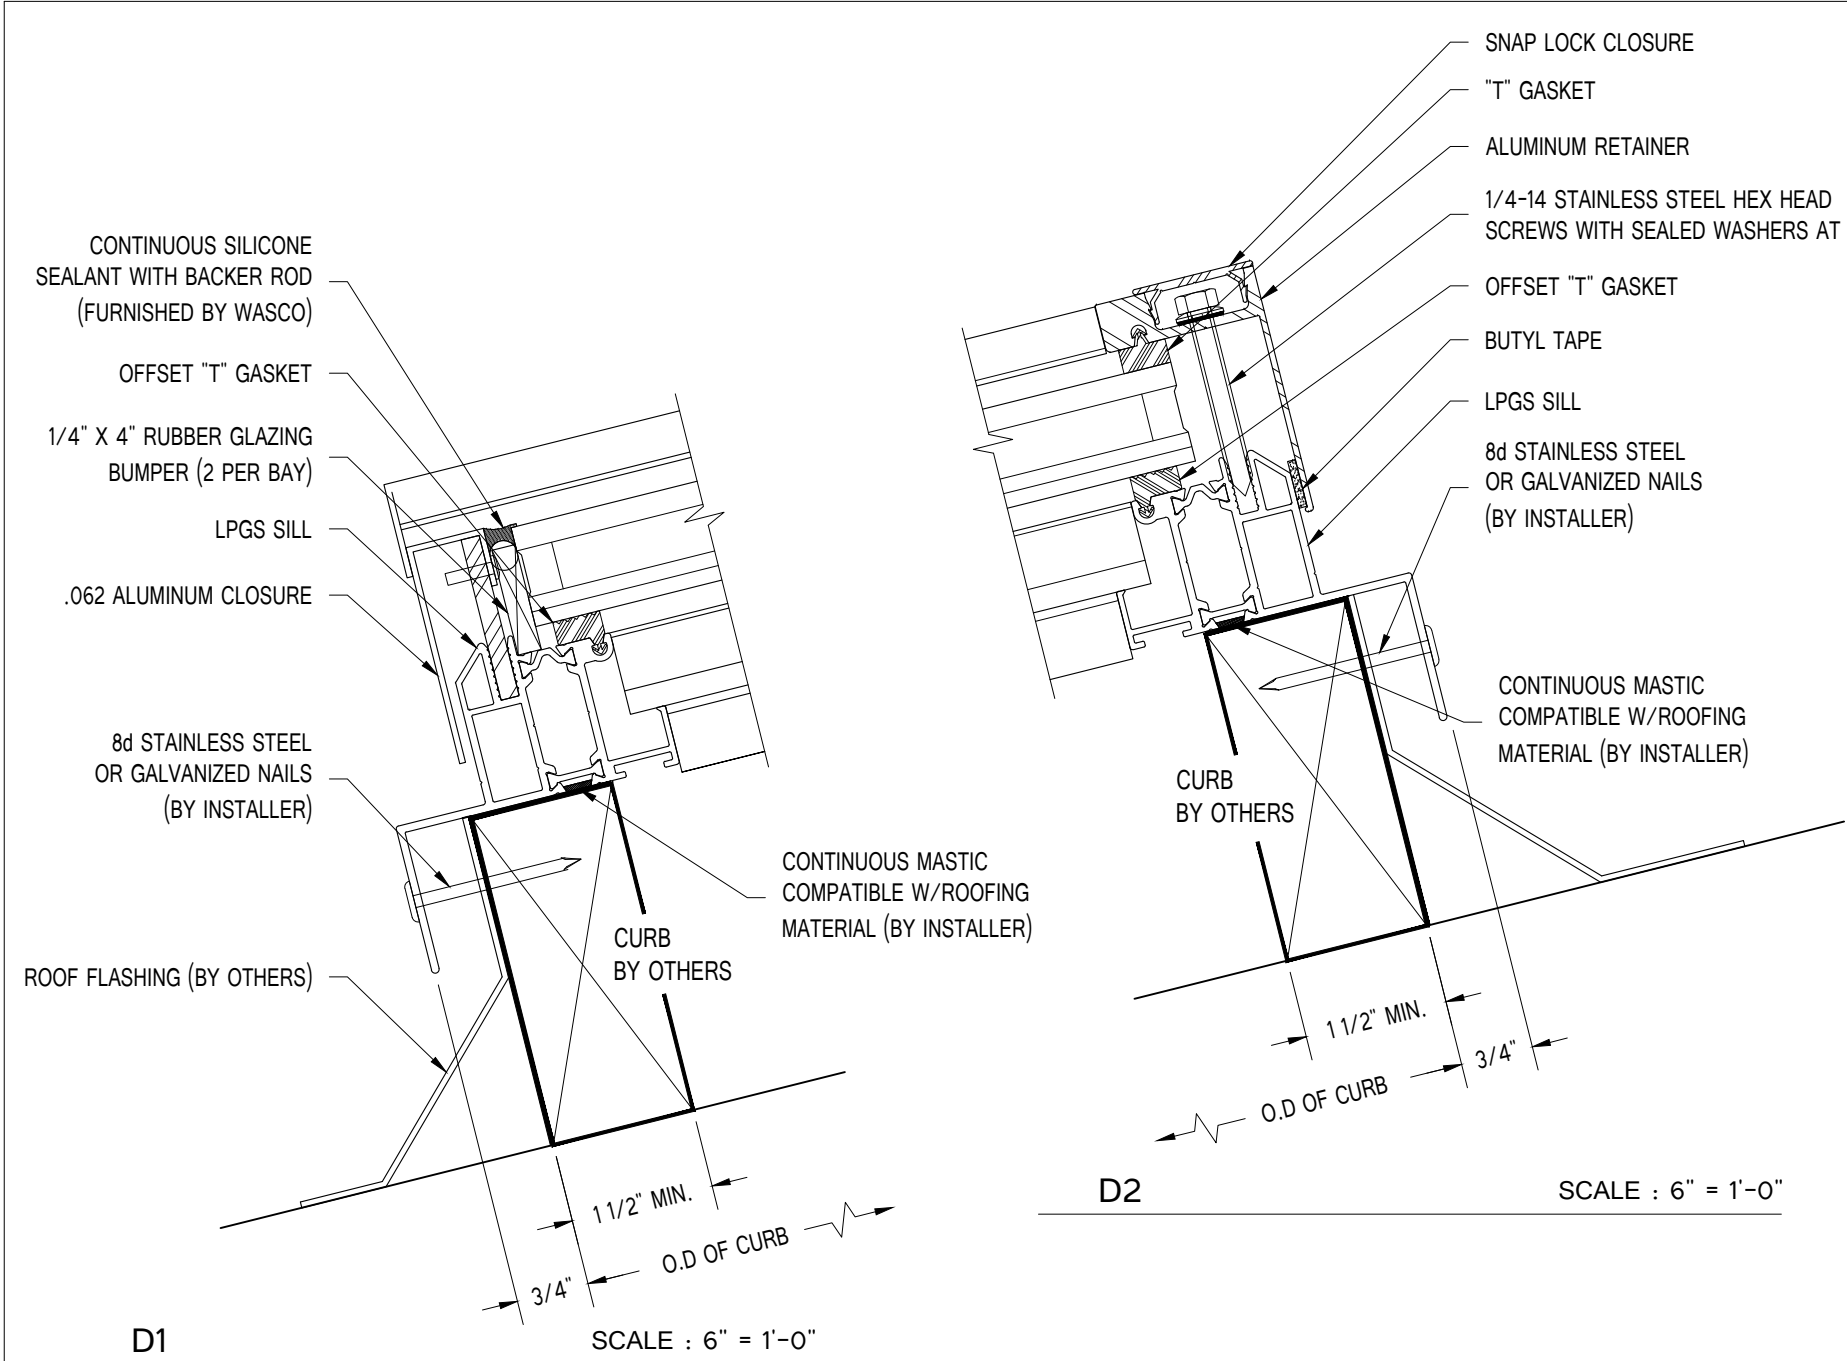 CONTINUOUS SILICONE
SEALANT WITH BACKER ROD
(FURNISHED BY WASCO)
OFFSET "T" GASKET
1/4" X 4" RUBBER GLAZING
BUMPER (2 PER BAY)
LPGS SILL
.062 ALUMINUM CLOSURE
8d STAINLESS STEEL
OR GALVANIZED NAILS
(BY INSTALLER)
ROOF FLASHING (BY OTHERS)
CURB
BY OTHERS
CONTINUOUS MASTIC
COMPATIBLE W/ROOFING
MATERIAL (BY INSTALLER)
1 1/2" MIN.
O.D OF CURB
3/4"
D1
SCALE : 6" = 1'-0"
SNAP LOCK CLOSURE
"T" GASKET
ALUMINUM RETAINER
1/4-14 STAINLESS STEEL HEX HEAD
SCREWS WITH SEALED WASHERS AT
OFFSET "T" GASKET
BUTYL TAPE
LPGS SILL
8d STAINLESS STEEL
OR GALVANIZED NAILS
(BY INSTALLER)
CONTINUOUS MASTIC
COMPATIBLE W/ROOFING
MATERIAL (BY INSTALLER)
CURB
BY OTHERS
1 1/2" MIN.
3/4"
O.D OF CURB
D2
SCALE : 6" = 1'-0"